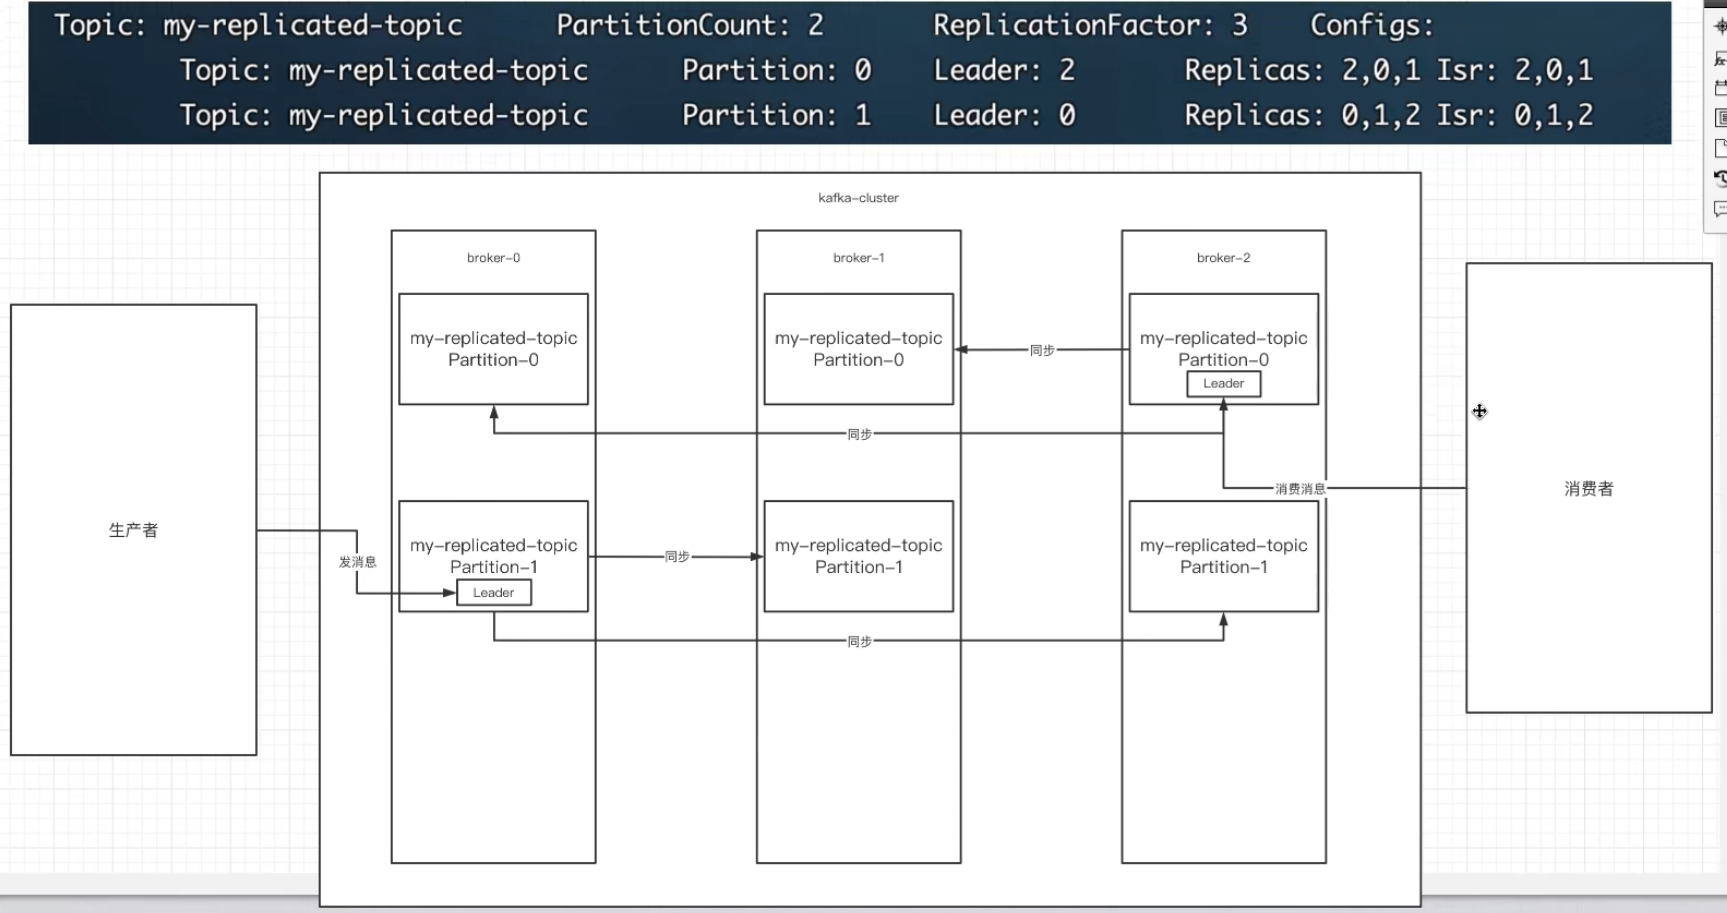 Topic: my-replicated-topic PartitionCount: 2 ReplicationFactor: 3 Configs:
Topic: my-replicated-topic Partition: 0 Leader: 2 Replicas: 2,0,1 Isr: 2,0,1
Topic: my-replicated-topic Partition: 1 Leader: 0 Replicas: 0,1,2 Isr: 0,1,2
kafka-cluster
broker-0
broker-1
broker-2
my-replicated-topic
Partition-0
my-replicated-topic
Partition-0
同步
my-replicated-topic
Partition-0
Leader
同步
消费消息
消费者
生产者
发消息
my-replicated-topic
Partition-1
Leader
同步
my-replicated-topic
Partition-1
my-replicated-topic
Partition-1
同步